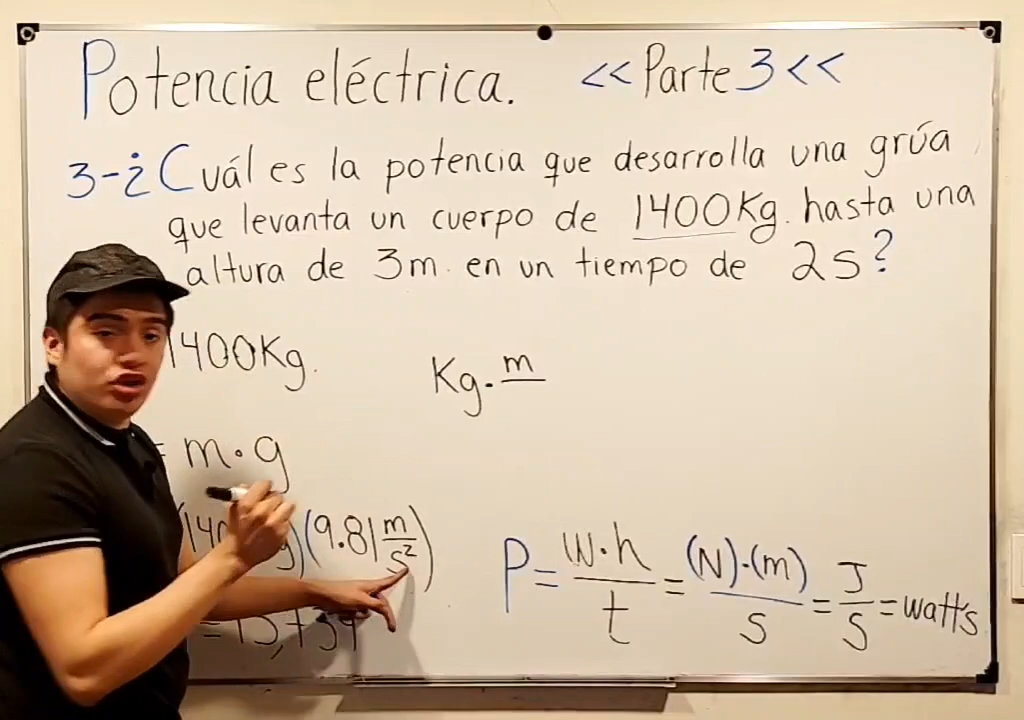 Potencia eléctrica. <<Parte 3<<
3-¿Cuál es la potencia que desarrolla una grúa
que levanta un cuerpo de 1400Kg. hasta una
altura de 3m. en un tiempo de 2s?
1400Kg.
Kg.m
= m·g
(9.81 m/s²)
P = W·h/t = (N)·(m)/s = J/s = watts